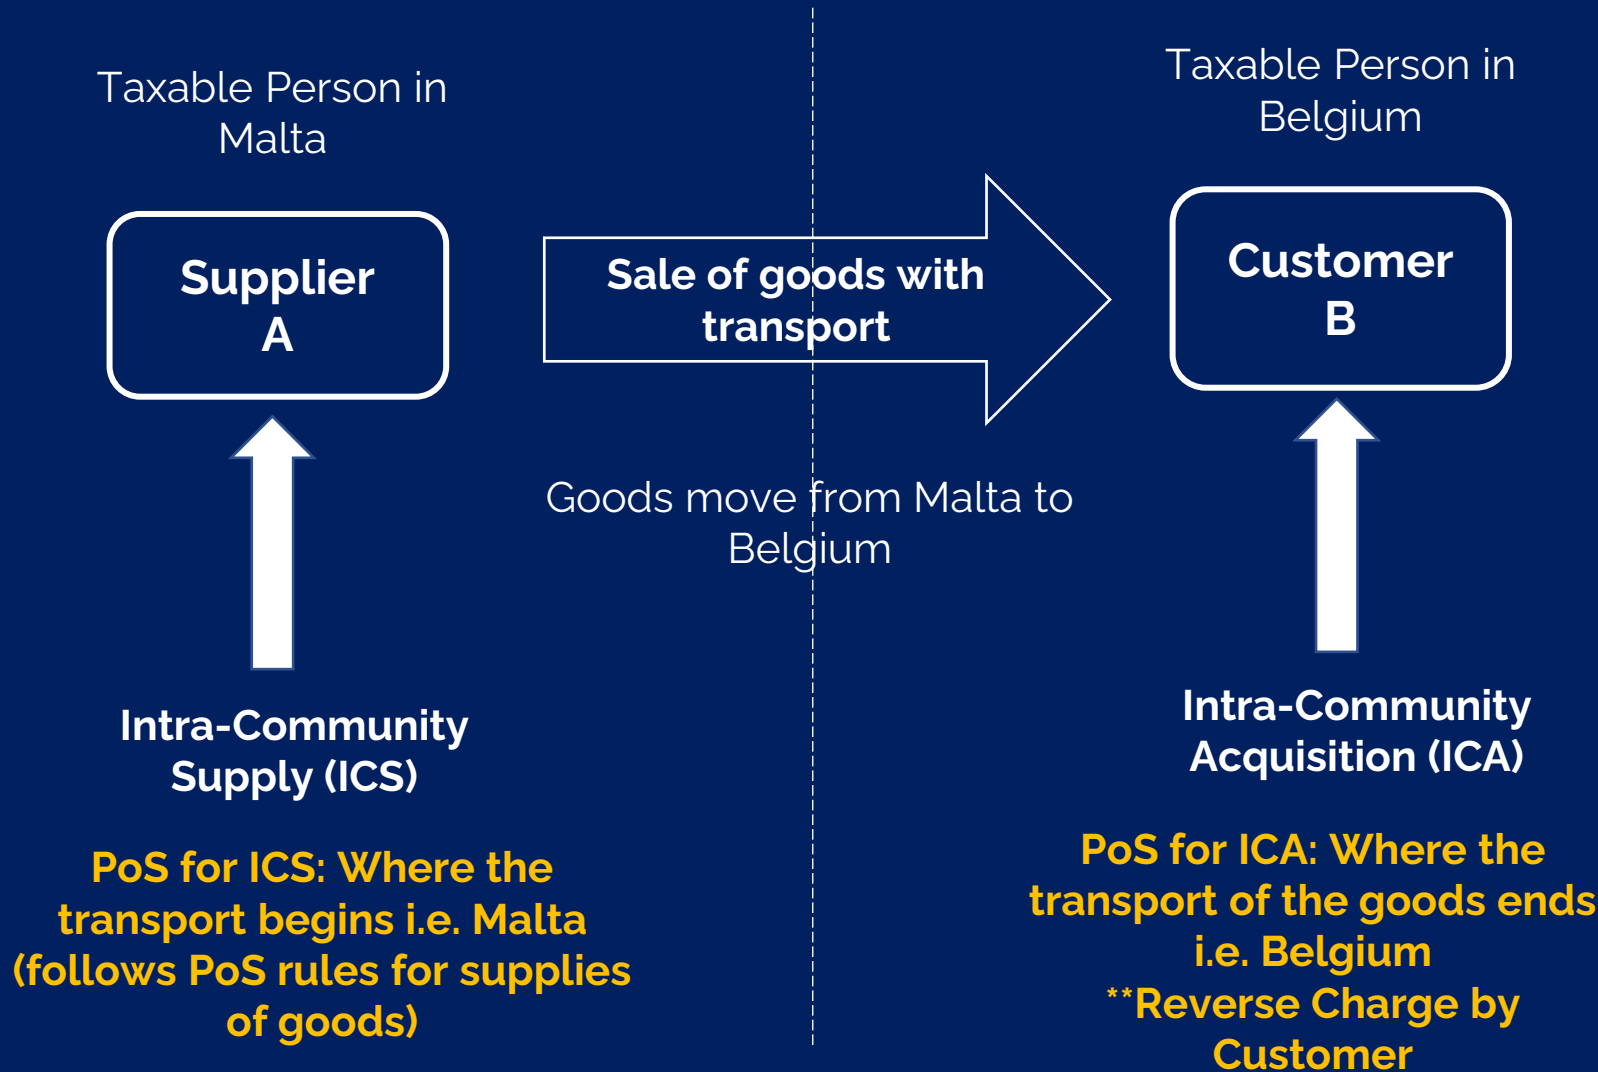 Taxable Person in
Malta
Supplier
A
Intra-Community
Supply (ICS)
PoS for ICS: Where the
transport begins i.e. Malta
(follows PoS rules for supplies
of goods)
Sale of goods with
transport
Goods move from Malta to
Belgium
Taxable Person in
Belgium
Customer
B
Intra-Community
Acquisition (ICA)
PoS for ICA: Where the
transport of the goods ends
i.e. Belgium
**Reverse Charge by
Customer